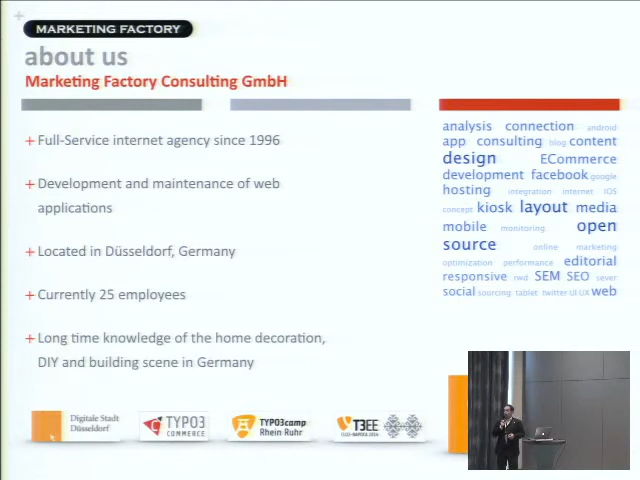 MARKETING FACTORY
about us
Marketing Factory Consulting GmbH
+ Full-Service internet agency since 1996
+ Development and maintenance of web
applications
+ Located in Düsseldorf, Germany
+ Currently 25 employees
+ Long time knowledge of the home decoration,
DIY and building scene in Germany
analysis connection android
app consulting blog content
design ECommerce
development facebook google
hosting integration internet IOS
concept kiosk layout media
mobile monitoring open
source online marketing
optimization performance editorial
responsive rwd SEM SEO sever
social sourcing tablet twitter UI UX web
Digitale Stadt
Düsseldorf
TYPO3
COMMERCE
TYPO3camp
Rhein Ruhr
T3EE